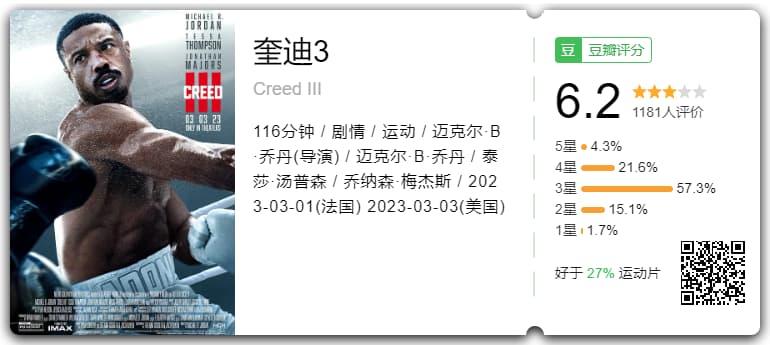 MICHAEL B.
JORDAN
TESSA
THOMPSON
JONATHAN
MAJORS
CREED
III
03 03 23
ONLY IN THEATERS
IMAX
奎迪3
Creed III
116分钟 / 剧情 / 运动 / 迈克尔·B
·乔丹(导演) / 迈克尔·B·乔丹 / 泰
莎·汤普森 / 乔纳森·梅杰斯 / 202
3-03-01(法国) 2023-03-03(美国)
豆 豆瓣评分
6.2
1181人评价
5星 4.3%
4星 21.6%
3星 57.3%
2星 15.1%
1星 1.7%
好于 27% 运动片